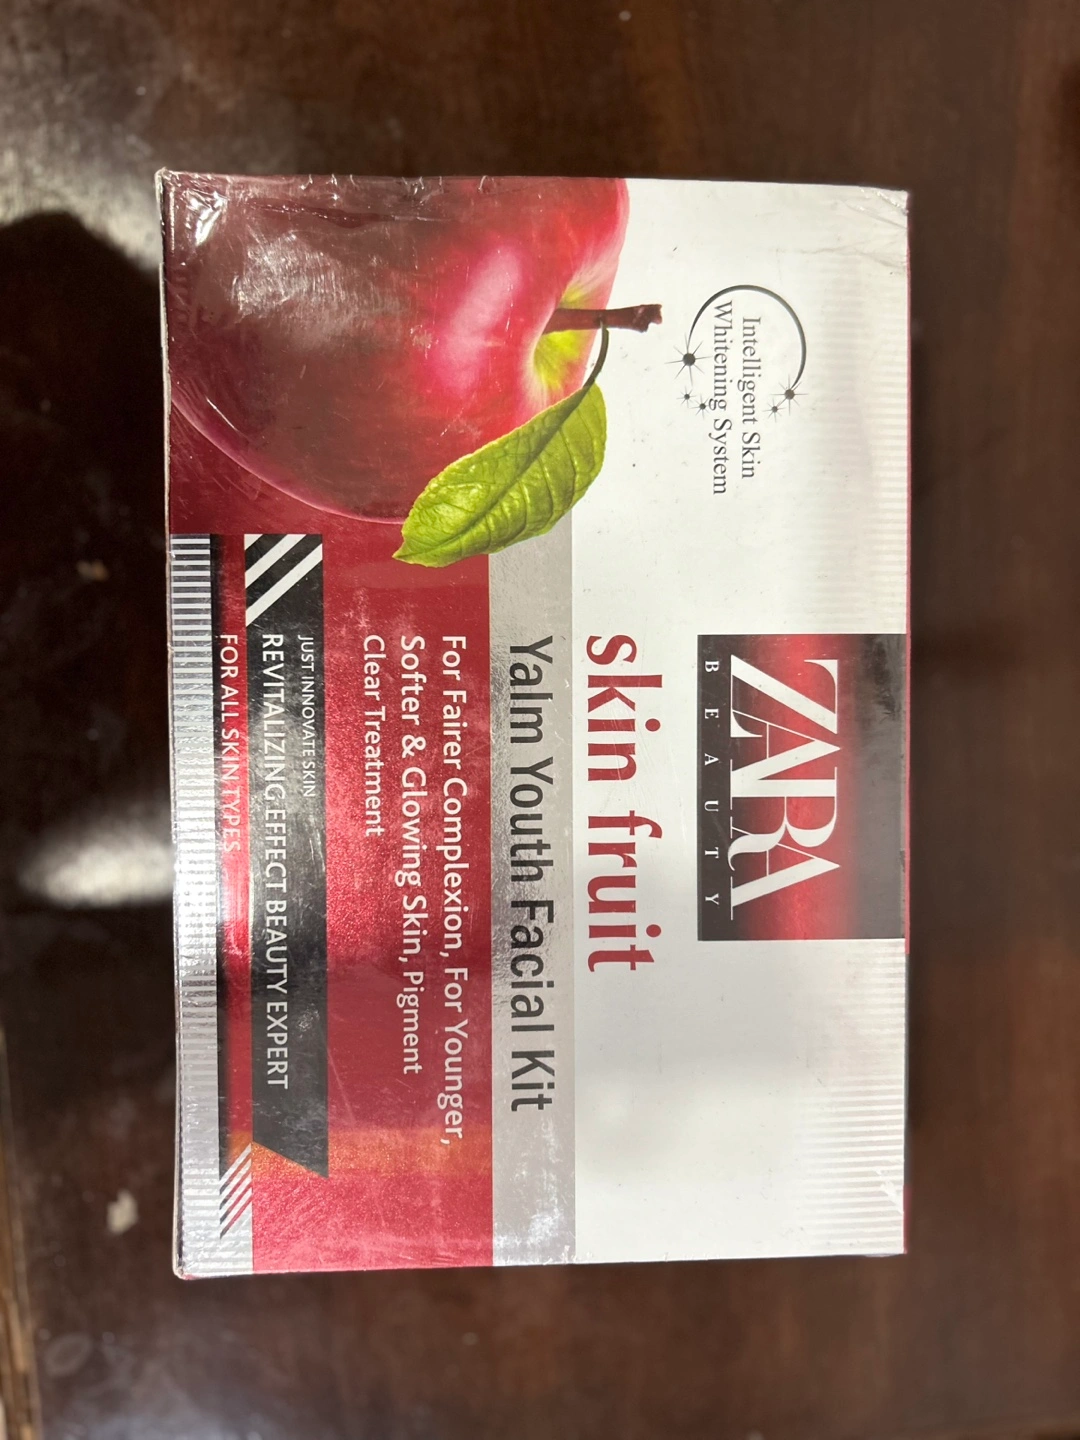 ZARA
BEAUTY
Intelligent Skin
Whitening System
skin fruit
Yalm Youth Facial Kit
For Fairer Complexion, For Younger,
Softer & Glowing Skin, Pigment
Clear Treatment
JUST INNOVATE SKIN
REVITALIZING EFFECT BEAUTY EXPERT
FOR ALL SKIN TYPES